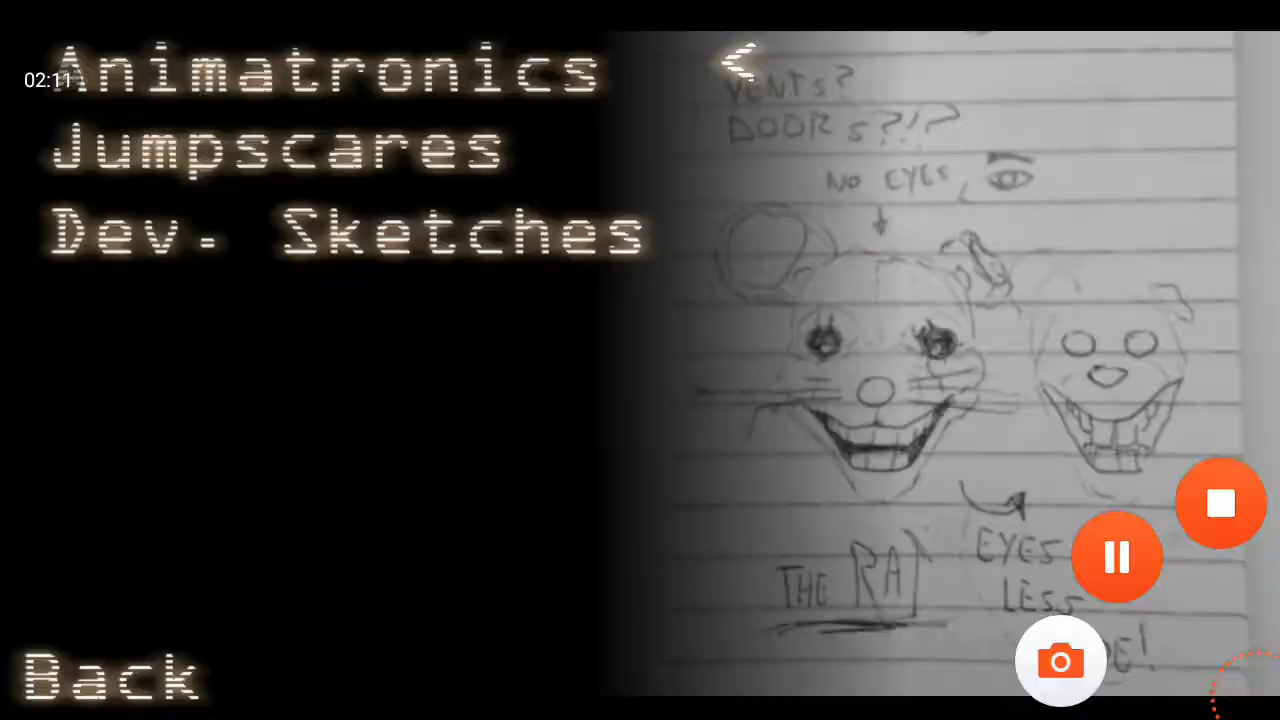 Animatronics
02:11
Jumpscares
Dev. Sketches
Back
<
VENTS?
DOORS?!?
NO EYES
THE RAT
EYES
LESS